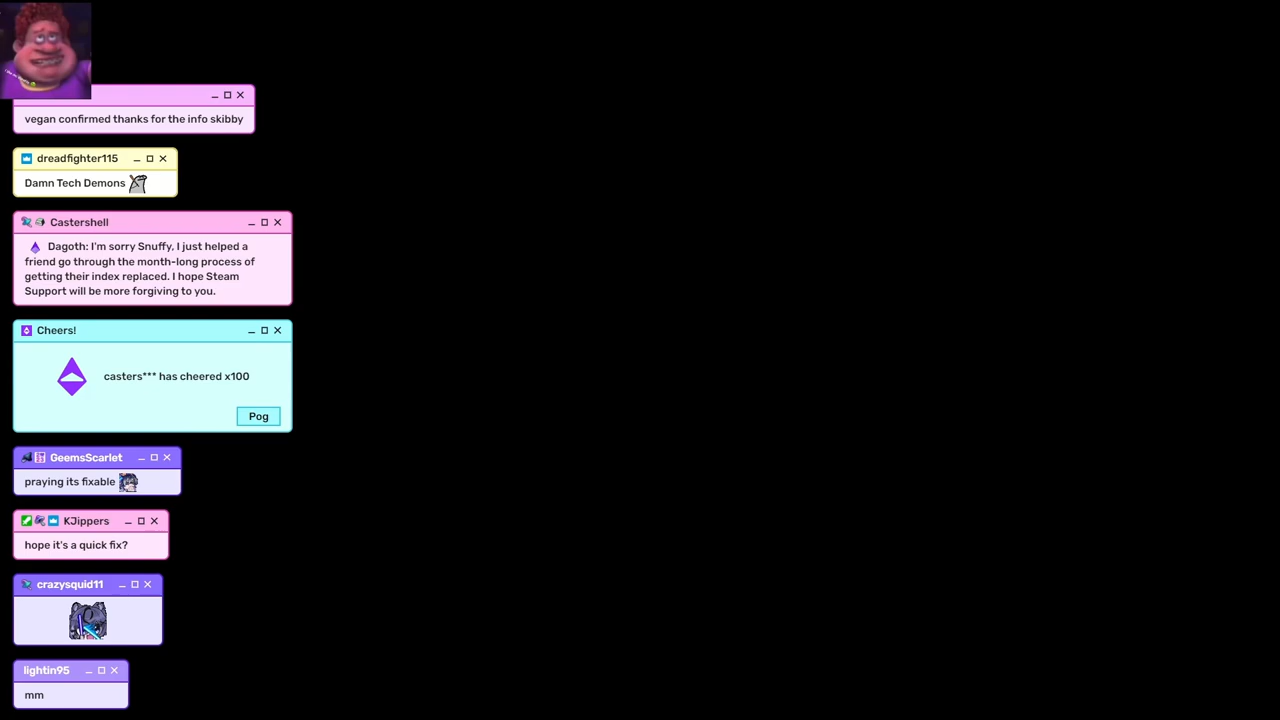 vegan confirmed thanks for the info skibby
dreadfighter115
Damn Tech Demons
Castershell
Dagoth: I'm sorry Snuffy, I just helped a
friend go through the month-long process of
getting their index replaced. I hope Steam
Support will be more forgiving to you.
Cheers!
casters*** has cheered x100
Pog
GeemsScarlet
praying its fixable
KJippers
hope it's a quick fix?
crazysquid11
lightin95
mm